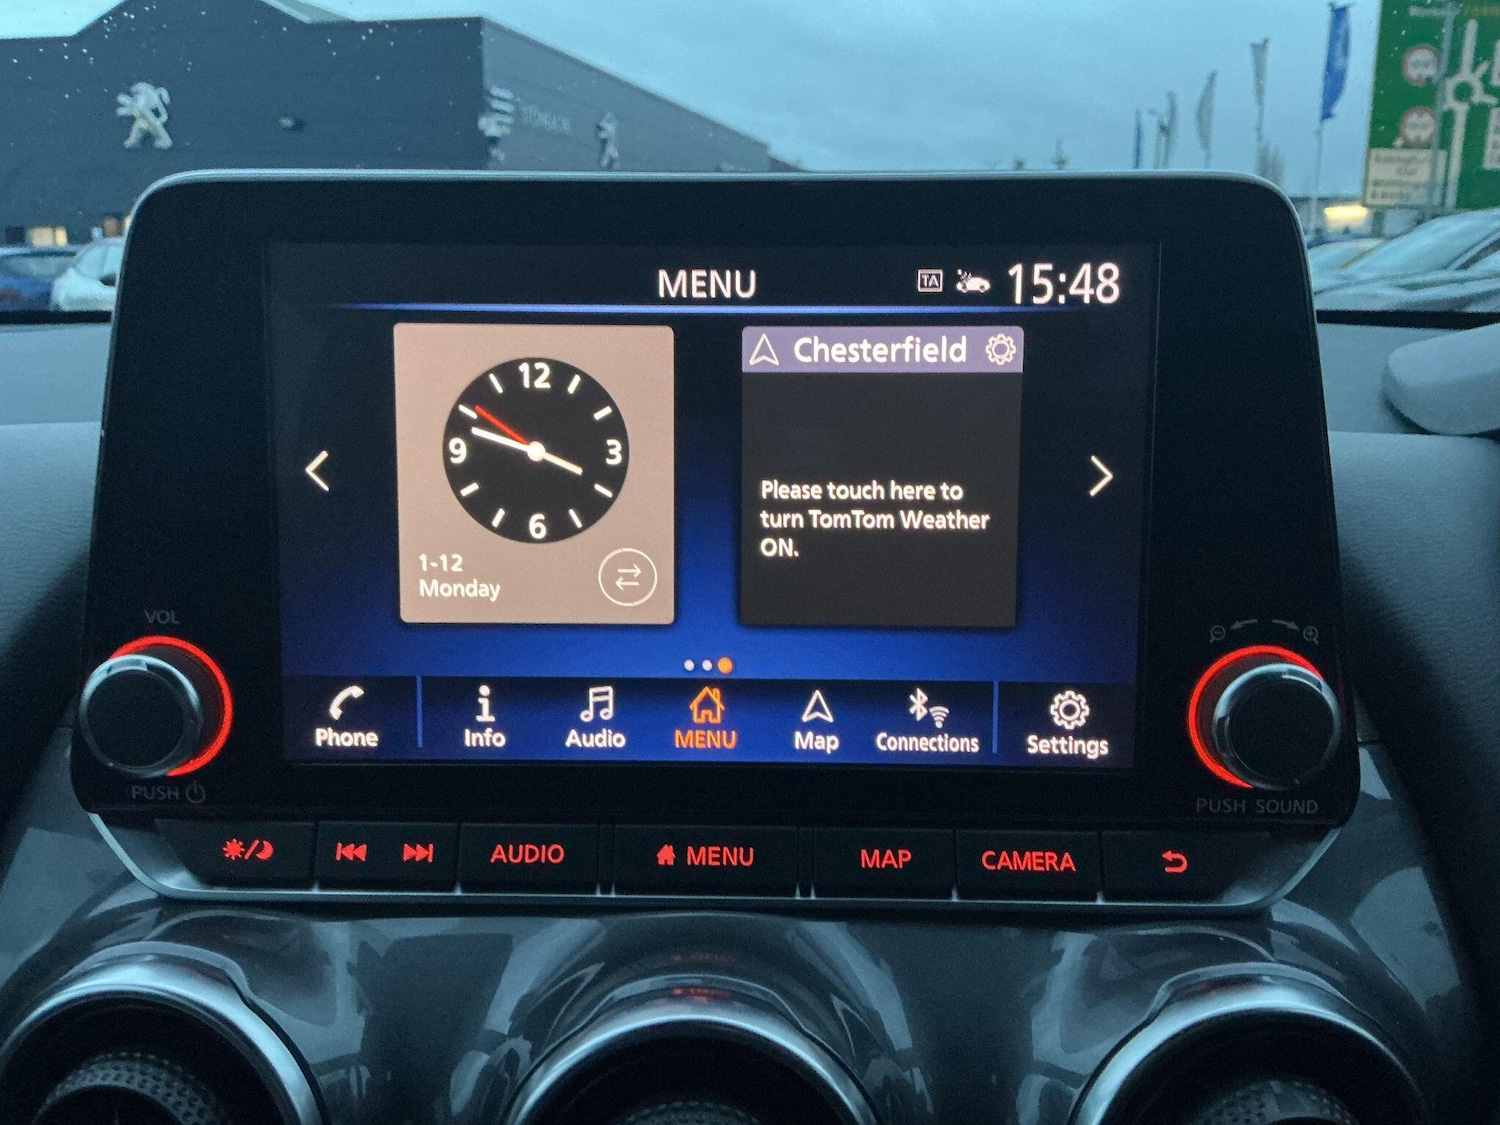 MENU
TA
15:48
12
9
3
6
1-12
Monday
Chesterfield
Please touch here to
turn TomTom Weather
ON.
Phone
Info
Audio
MENU
Map
Connections
Settings
VOL
PUSH
PUSH SOUND
AUDIO
MENU
MAP
CAMERA